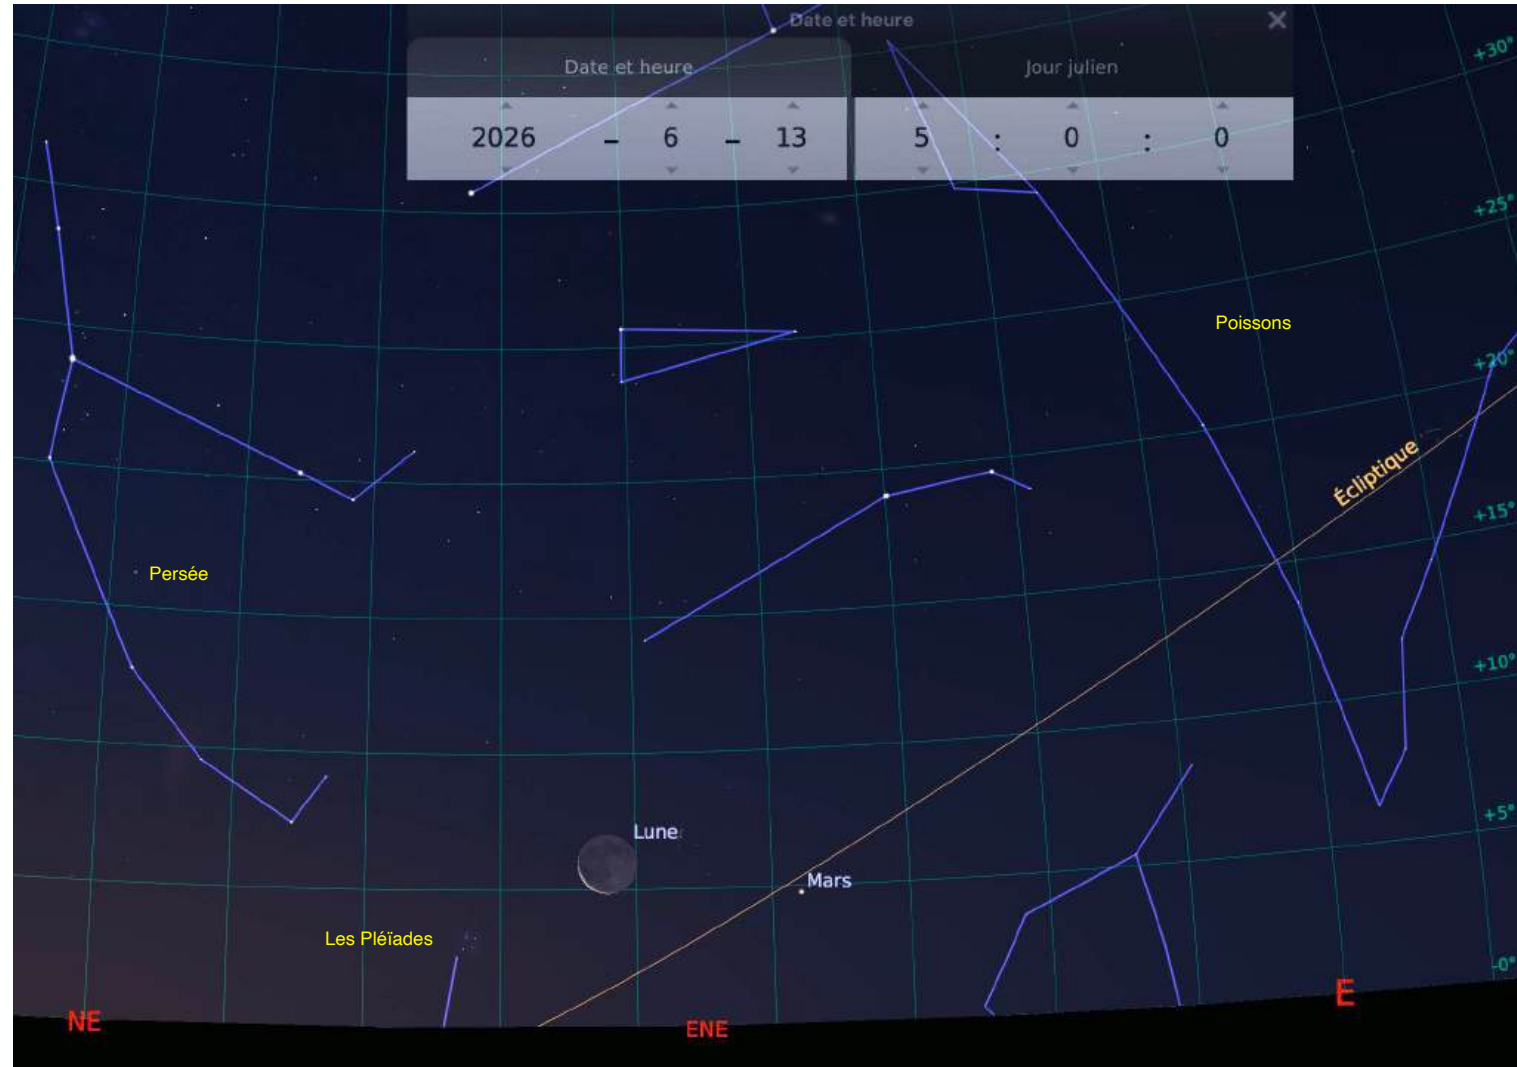 Date et heure
Date et heure
Jour julien
2026 – 6 – 13
5 : 0 : 0
+30°
+25°
Poissons
+20°
Écliptique
+15°
Persée
+10°
+5°
Lune
Mars
Les Pléïades
-0°
NE
ENE
E